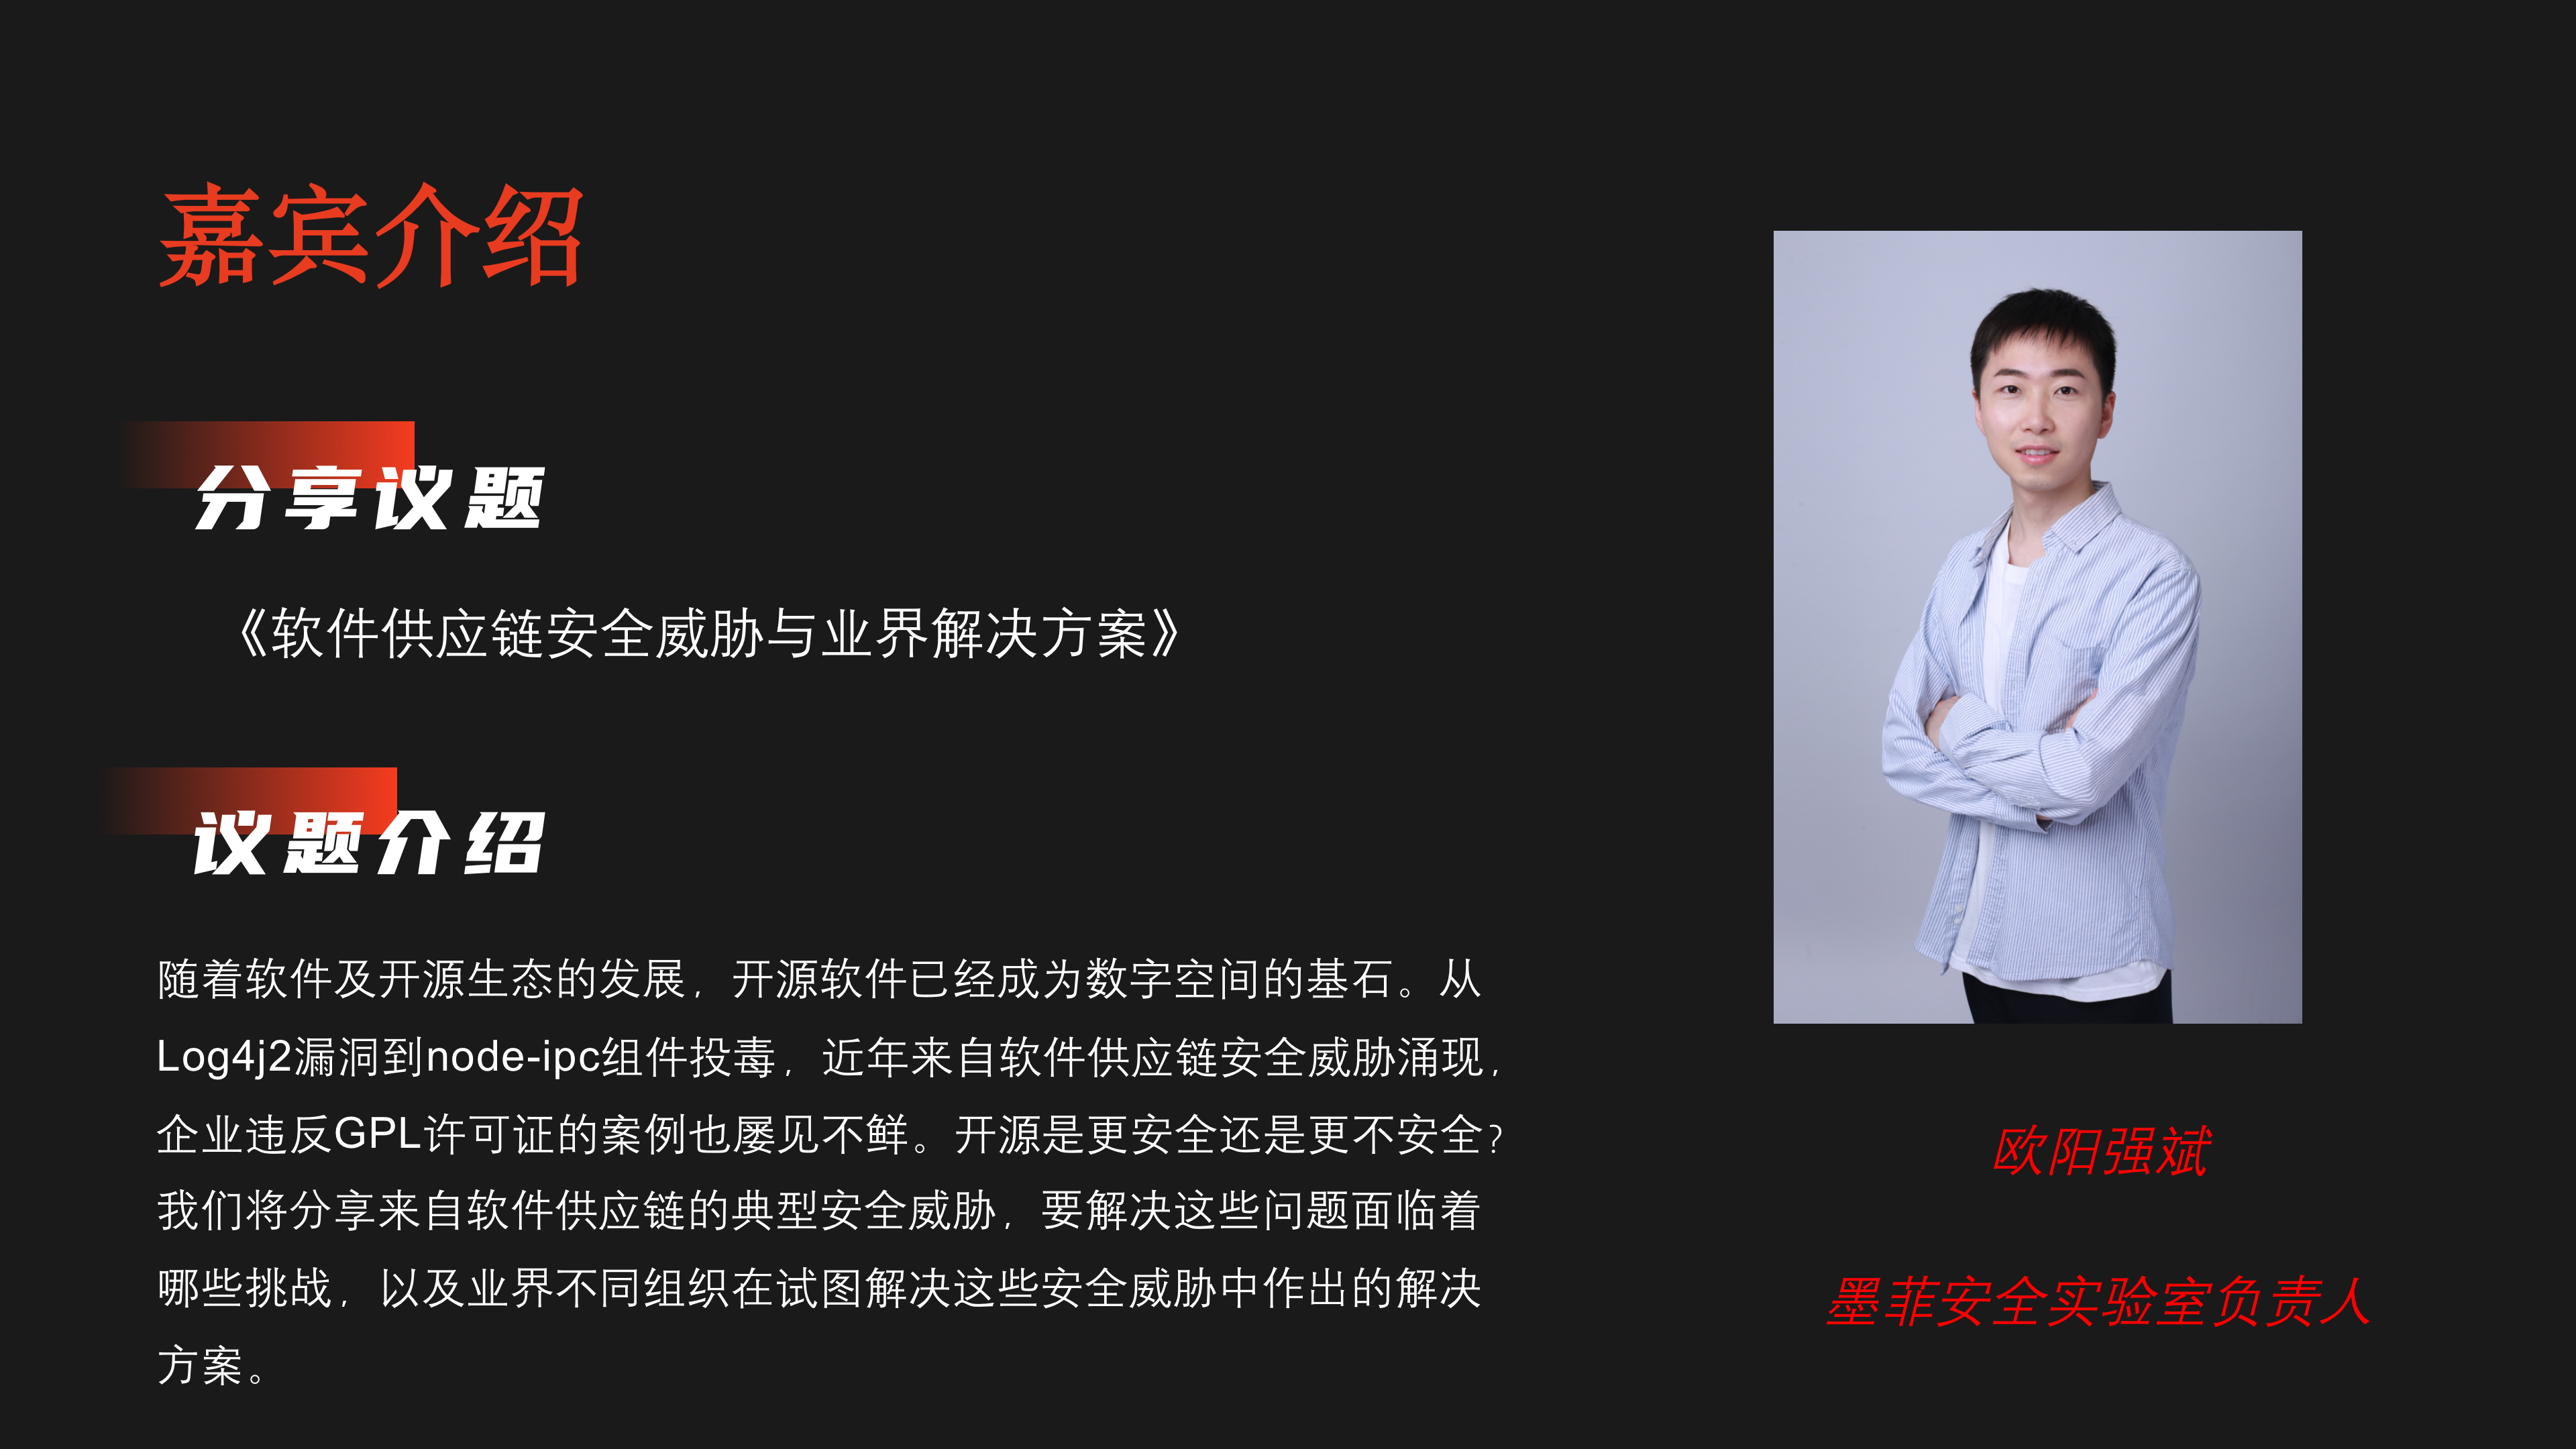 嘉宾介绍
分享议题
《软件供应链安全威胁与业界解决方案》
议题介绍
随着软件及开源生态的发展，开源软件已经成为数字空间的基石。从
Log4j2漏洞到node-ipc组件投毒，近年来自软件供应链安全威胁涌现，
企业违反GPL许可证的案例也屡见不鲜。开源是更安全还是更不安全？
我们将分享来自软件供应链的典型安全威胁，要解决这些问题面临着
哪些挑战，以及业界不同组织在试图解决这些安全威胁中作出的解决
方案。
欧阳强斌
墨菲安全实验室负责人